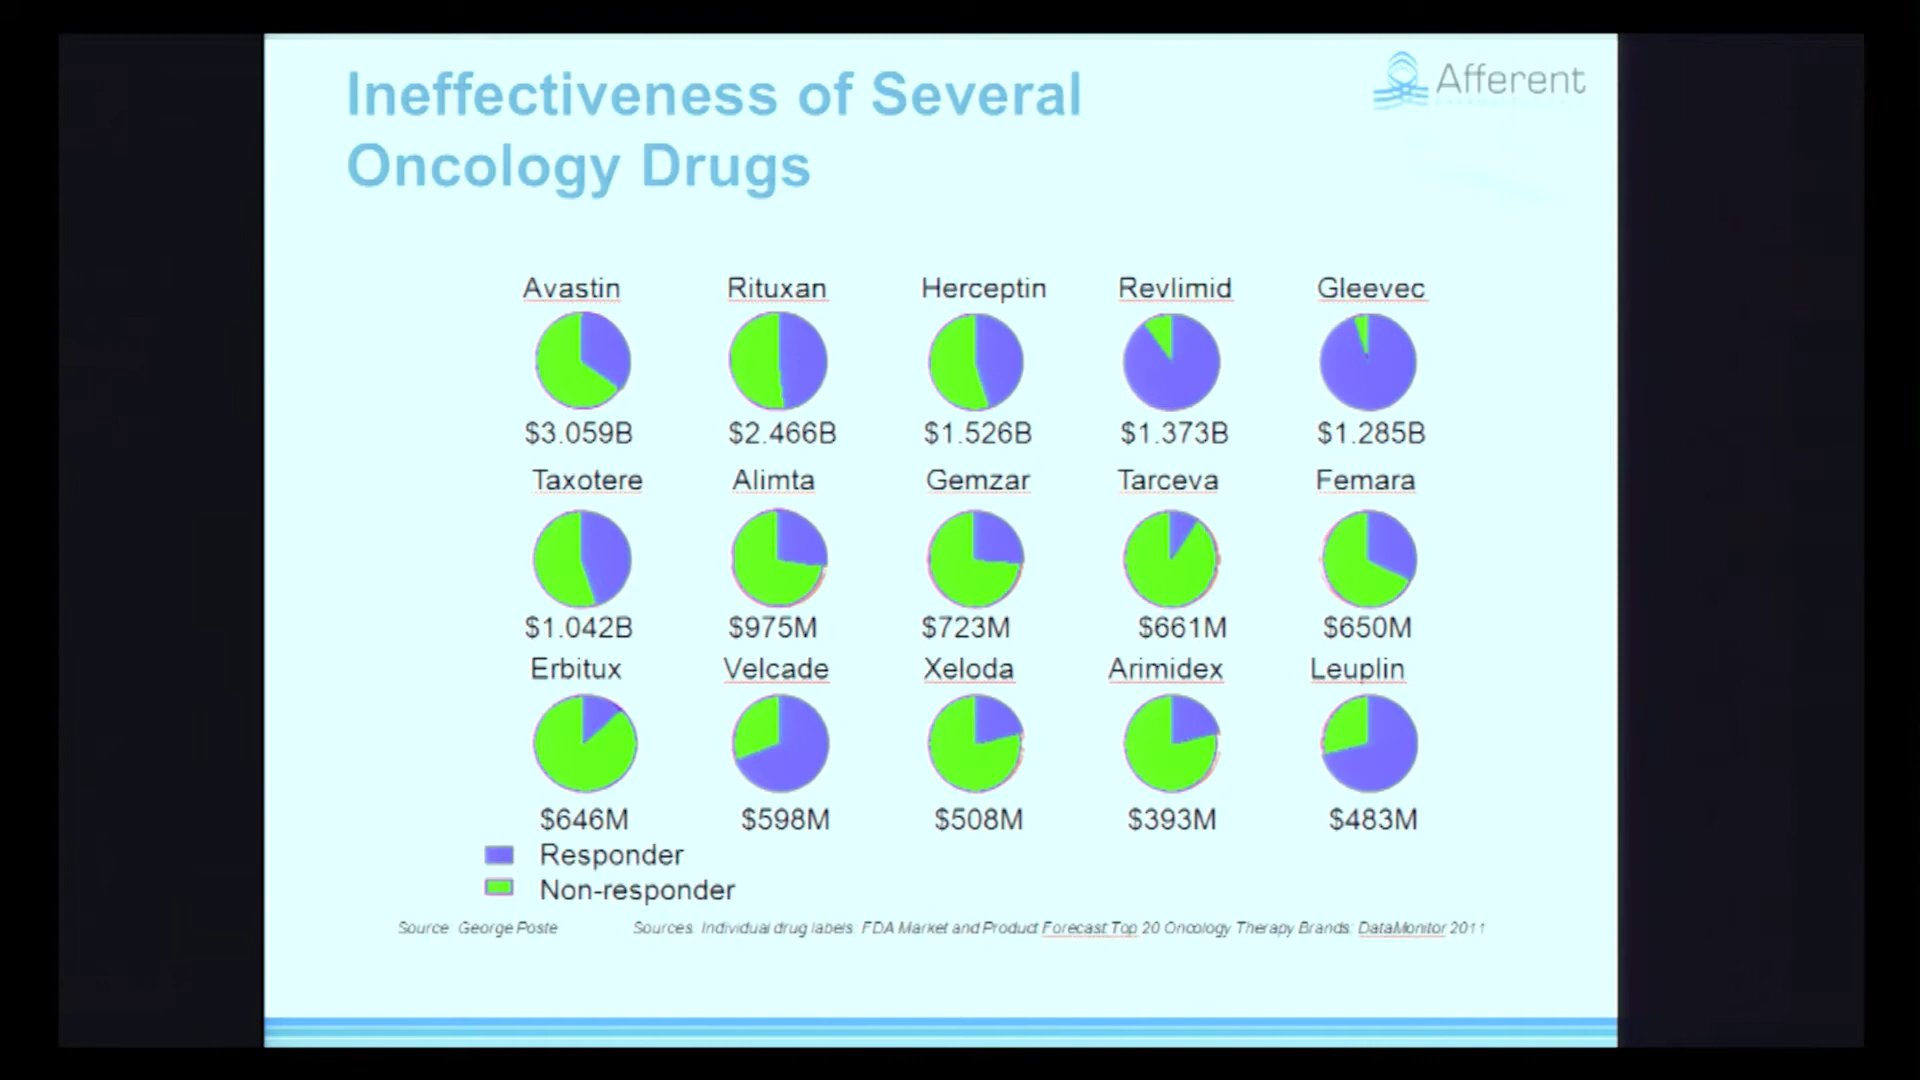 Ineffectiveness of Several
Oncology Drugs
Afferent
Avastin Rituxan Herceptin Revlimid Gleevec
$3.059B $2.466B $1.526B $1.373B $1.285B
Taxotere Alimta Gemzar Tarceva Femara
$1.042B $975M $723M $661M $650M
Erbitux Velcade Xeloda Arimidex Leuplin
$646M $598M $508M $393M $483M
Responder
Non-responder
Source: George Poste Sources: Individual drug labels; FDA Market and Product Forecast Top 20 Oncology Therapy Brands; DataMonitor 2011